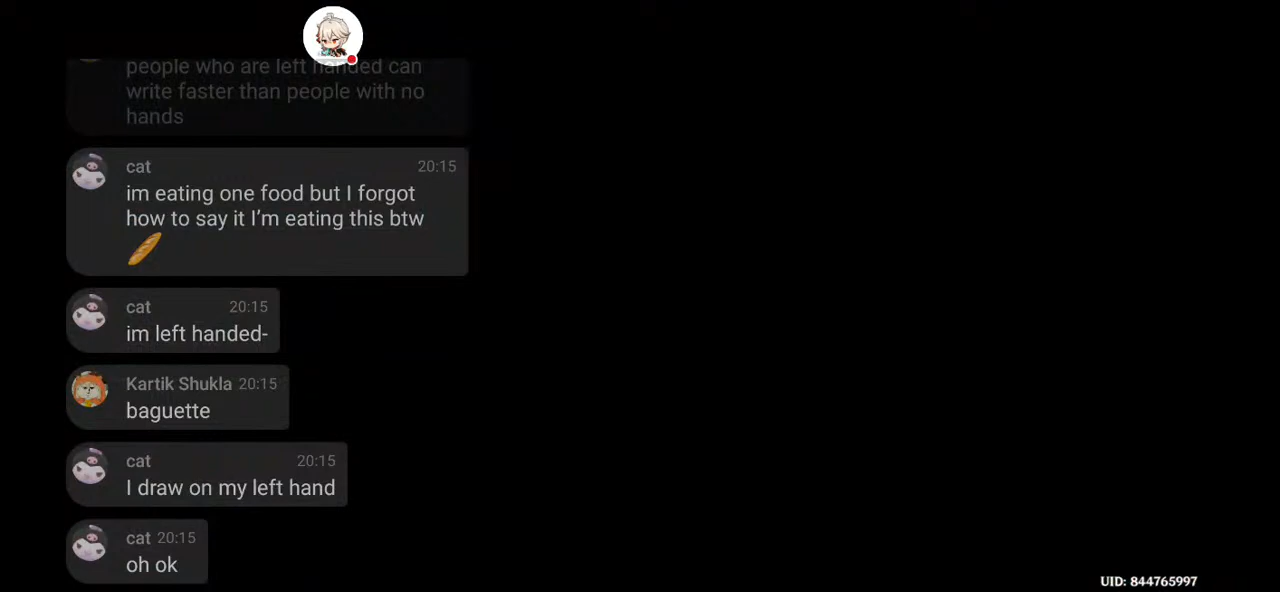 people who are left handed can
write faster than people with no
hands
cat 20:15
im eating one food but I forgot
how to say it I’m eating this btw
🥖
cat 20:15
im left handed-
Kartik Shukla 20:15
baguette
cat 20:15
I draw on my left hand
cat 20:15
oh ok
UID: 844765997